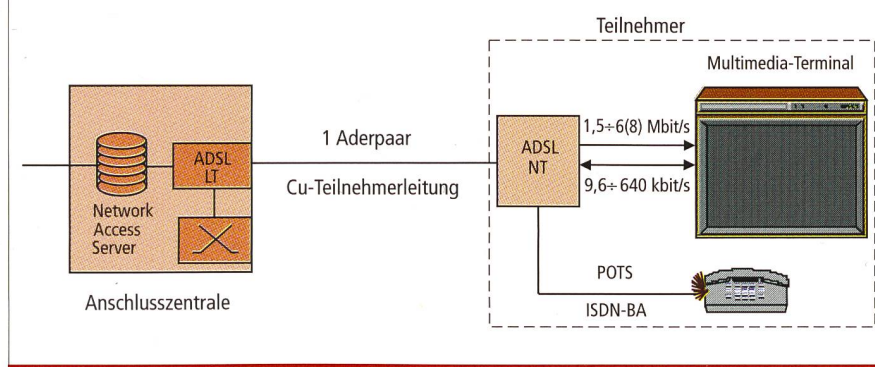 Teilnehmer
Multimedia-Terminal
1 Aderpaar
Cu-Teilnehmerleitung
ADSL
LT
Network
Access
Server
Anschlusszentrale
ADSL
NT
1,5÷6(8) Mbit/s
9,6÷640 kbit/s
POTS
ISDN-BA